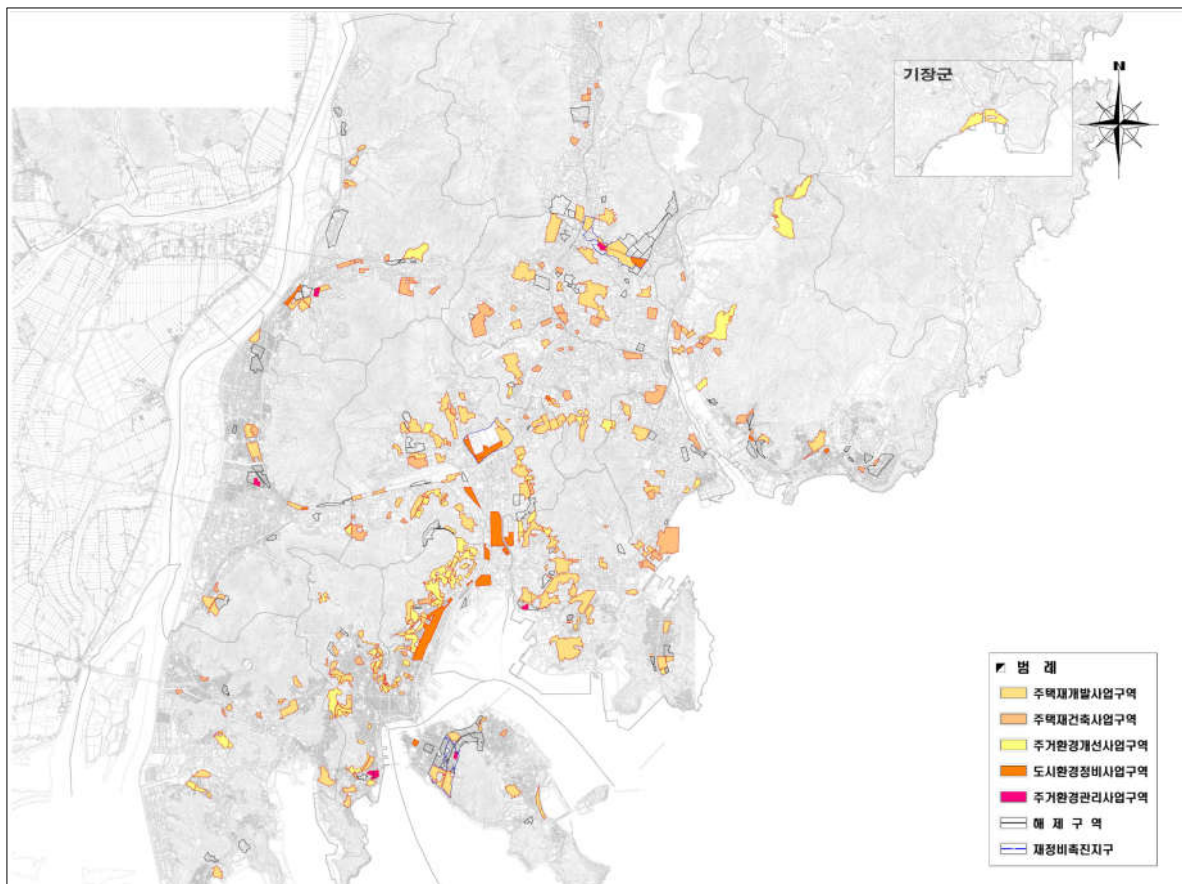 기장군
N
범 례
주택재개발사업구역
주택재건축사업구역
주거환경개선사업구역
도시환경정비사업구역
주거환경관리사업구역
해 제 구 역
재정비촉진지구